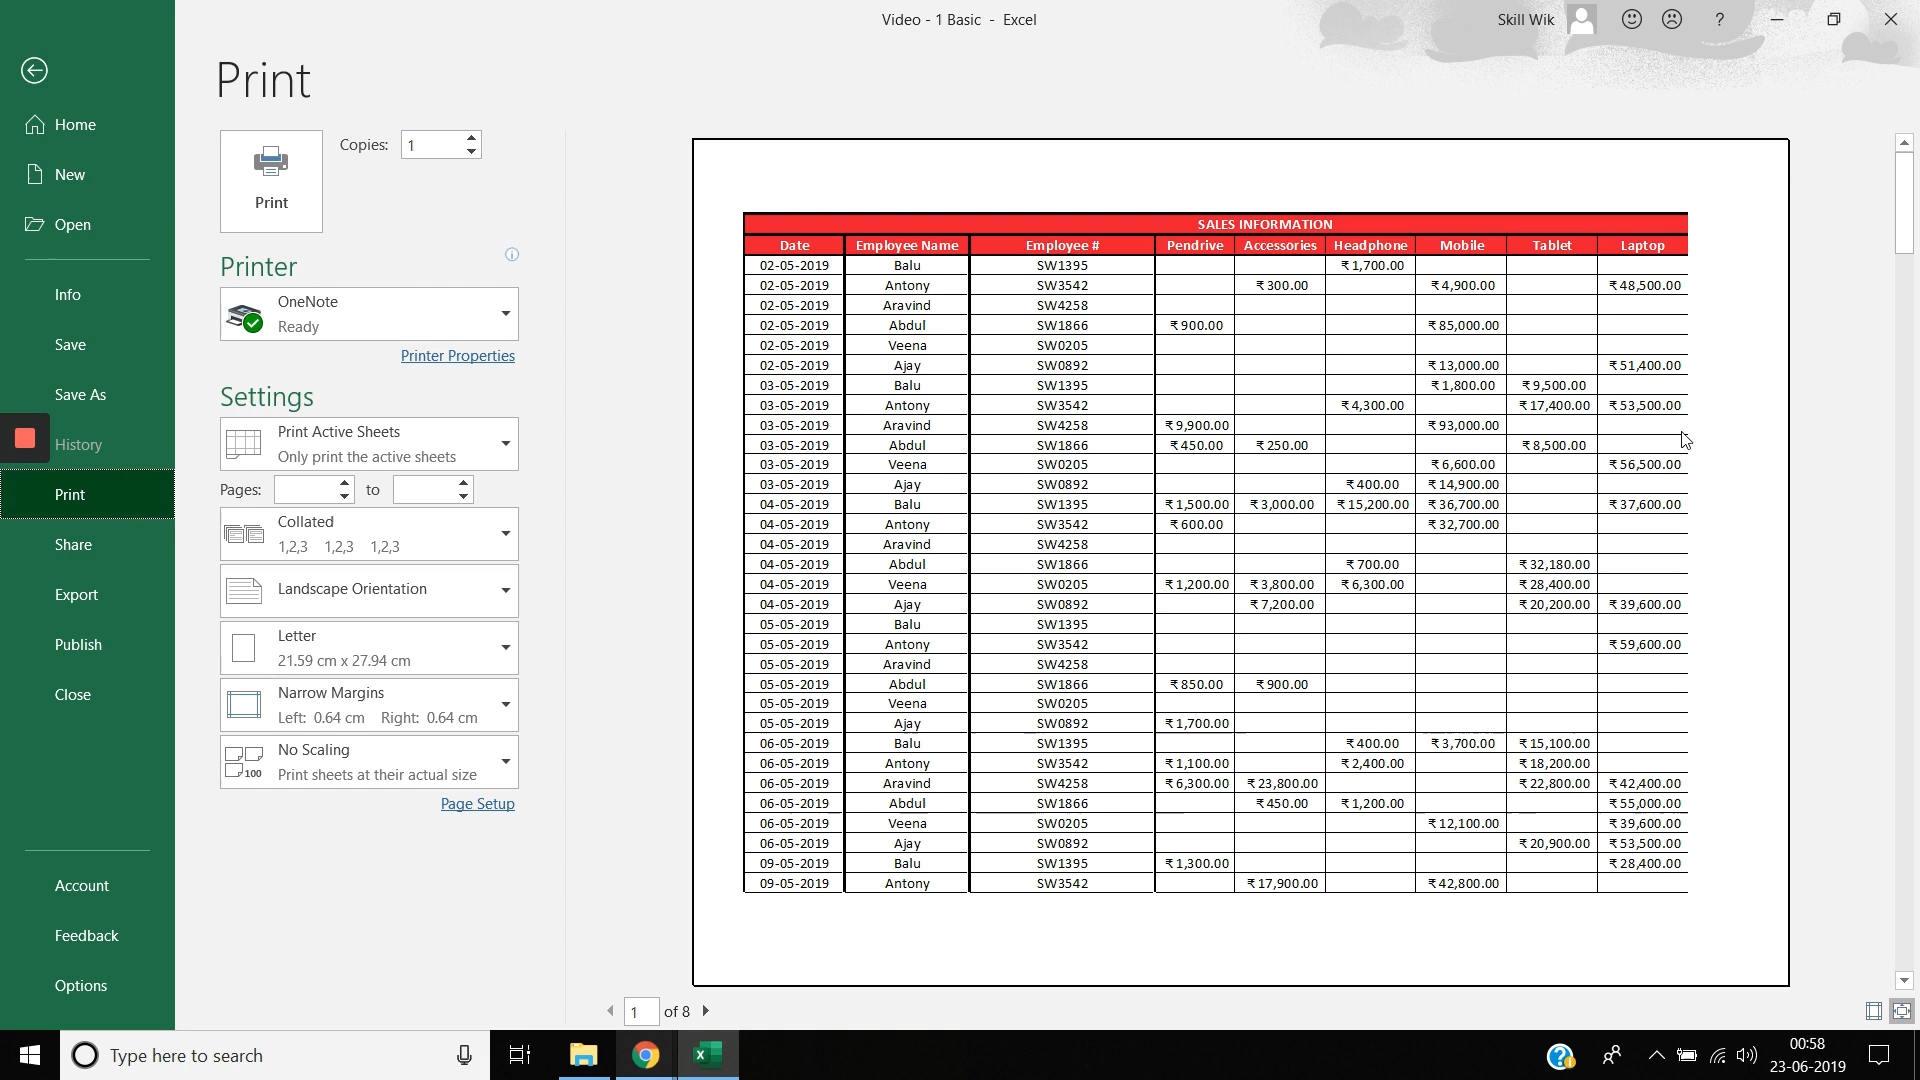 Video - 1 Basic - Excel
Skill Wik
?
Print
Home
New
Open
Info
Save
Save As
History
Print
Share
Export
Publish
Close
Account
Feedback
Options
Print
Copies: 1
Printer
OneNote
Ready
Printer Properties
Settings
Print Active Sheets
Only print the active sheets
Pages: to
Collated
1,2,3 1,2,3 1,2,3
Landscape Orientation
Letter
21.59 cm x 27.94 cm
Narrow Margins
Left: 0.64 cm Right: 0.64 cm
No Scaling
100 Print sheets at their actual size
Page Setup
SALES INFORMATION
Date Employee Name Employee # Pendrive Accessories Headphone Mobile Tablet Laptop
02-05-2019 Balu SW1395 ₹1,700.00
02-05-2019 Antony SW3542 ₹300.00 ₹4,900.00 ₹48,500.00
02-05-2019 Aravind SW4258
02-05-2019 Abdul SW1866 ₹900.00 ₹85,000.00
02-05-2019 Veena SW0205
02-05-2019 Ajay SW0892 ₹13,000.00 ₹51,400.00
03-05-2019 Balu SW1395 ₹1,800.00 ₹9,500.00
03-05-2019 Antony SW3542 ₹4,300.00 ₹17,400.00 ₹53,500.00
03-05-2019 Aravind SW4258 ₹9,900.00 ₹93,000.00
03-05-2019 Abdul SW1866 ₹450.00 ₹250.00 ₹8,500.00
03-05-2019 Veena SW0205 ₹6,600.00 ₹56,500.00
03-05-2019 Ajay SW0892 ₹400.00 ₹14,900.00
04-05-2019 Balu SW1395 ₹1,500.00 ₹3,000.00 ₹15,200.00 ₹36,700.00 ₹37,600.00
04-05-2019 Antony SW3542 ₹600.00 ₹32,700.00
04-05-2019 Aravind SW4258
04-05-2019 Abdul SW1866 ₹700.00 ₹32,180.00
04-05-2019 Veena SW0205 ₹1,200.00 ₹3,800.00 ₹6,300.00 ₹28,400.00
04-05-2019 Ajay SW0892 ₹7,200.00 ₹20,200.00 ₹39,600.00
05-05-2019 Balu SW1395
05-05-2019 Antony SW3542 ₹59,600.00
05-05-2019 Aravind SW4258
05-05-2019 Abdul SW1866 ₹850.00 ₹900.00
05-05-2019 Veena SW0205
05-05-2019 Ajay SW0892 ₹1,700.00
06-05-2019 Balu SW1395 ₹400.00 ₹3,700.00 ₹15,100.00
06-05-2019 Antony SW3542 ₹1,100.00 ₹2,400.00 ₹18,200.00
06-05-2019 Aravind SW4258 ₹6,300.00 ₹23,800.00 ₹22,800.00 ₹42,400.00
06-05-2019 Abdul SW1866 ₹450.00 ₹1,200.00 ₹55,000.00
06-05-2019 Veena SW0205 ₹12,100.00 ₹39,600.00
06-05-2019 Ajay SW0892 ₹20,900.00 ₹53,500.00
09-05-2019 Balu SW1395 ₹1,300.00 ₹28,400.00
09-05-2019 Antony SW3542 ₹17,900.00 ₹42,800.00
1 of 8
Type here to search
00:58
23-06-2019